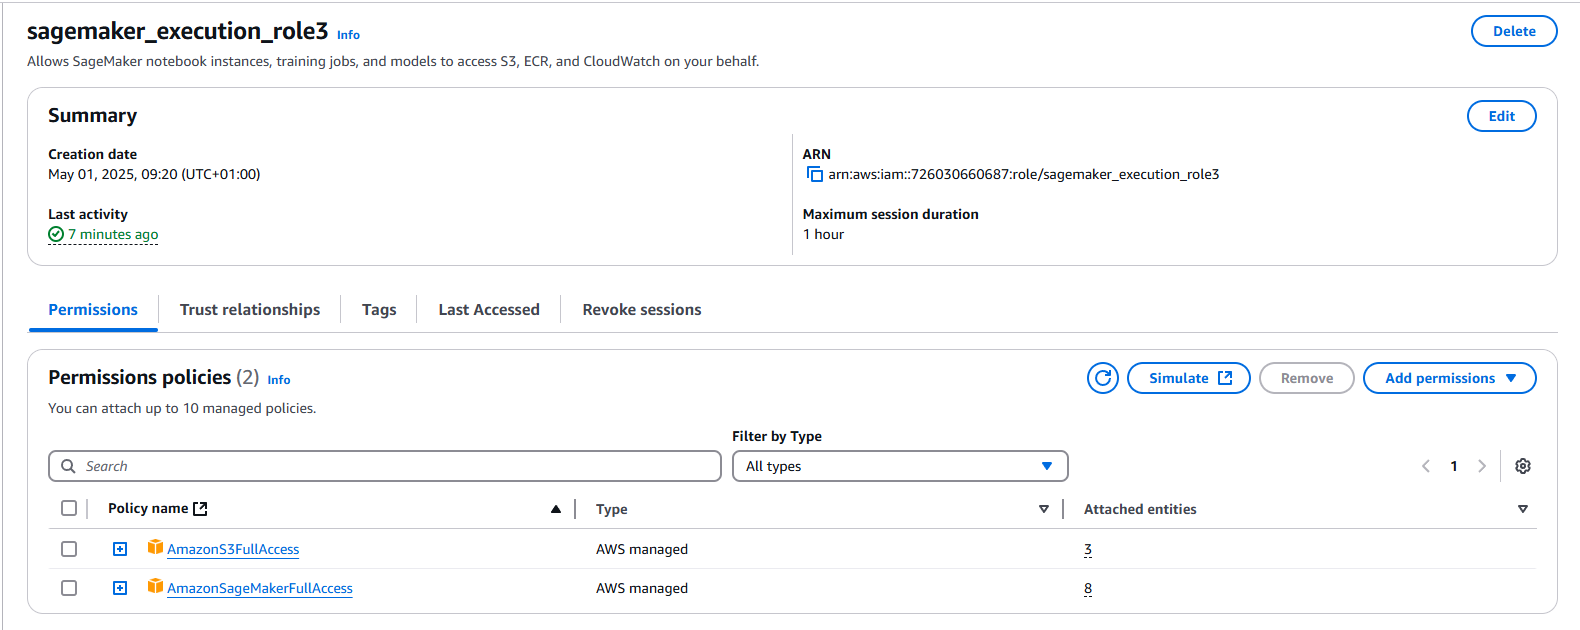 sagemaker_execution_role3 Info
Delete
Allows SageMaker notebook instances, training jobs, and models to access S3, ECR, and CloudWatch on your behalf.
Summary
Edit
Creation date
May 01, 2025, 09:20 (UTC+01:00)
ARN
arn:aws:iam::726030660687:role/sagemaker_execution_role3
Last activity
7 minutes ago
Maximum session duration
1 hour
Permissions
Trust relationships
Tags
Last Accessed
Revoke sessions
Permissions policies (2) Info
Simulate
Remove
Add permissions
You can attach up to 10 managed policies.
Filter by Type
Search
All types
1
Policy name
Type
Attached entities
AmazonS3FullAccess
AWS managed
3
AmazonSageMakerFullAccess
AWS managed
8